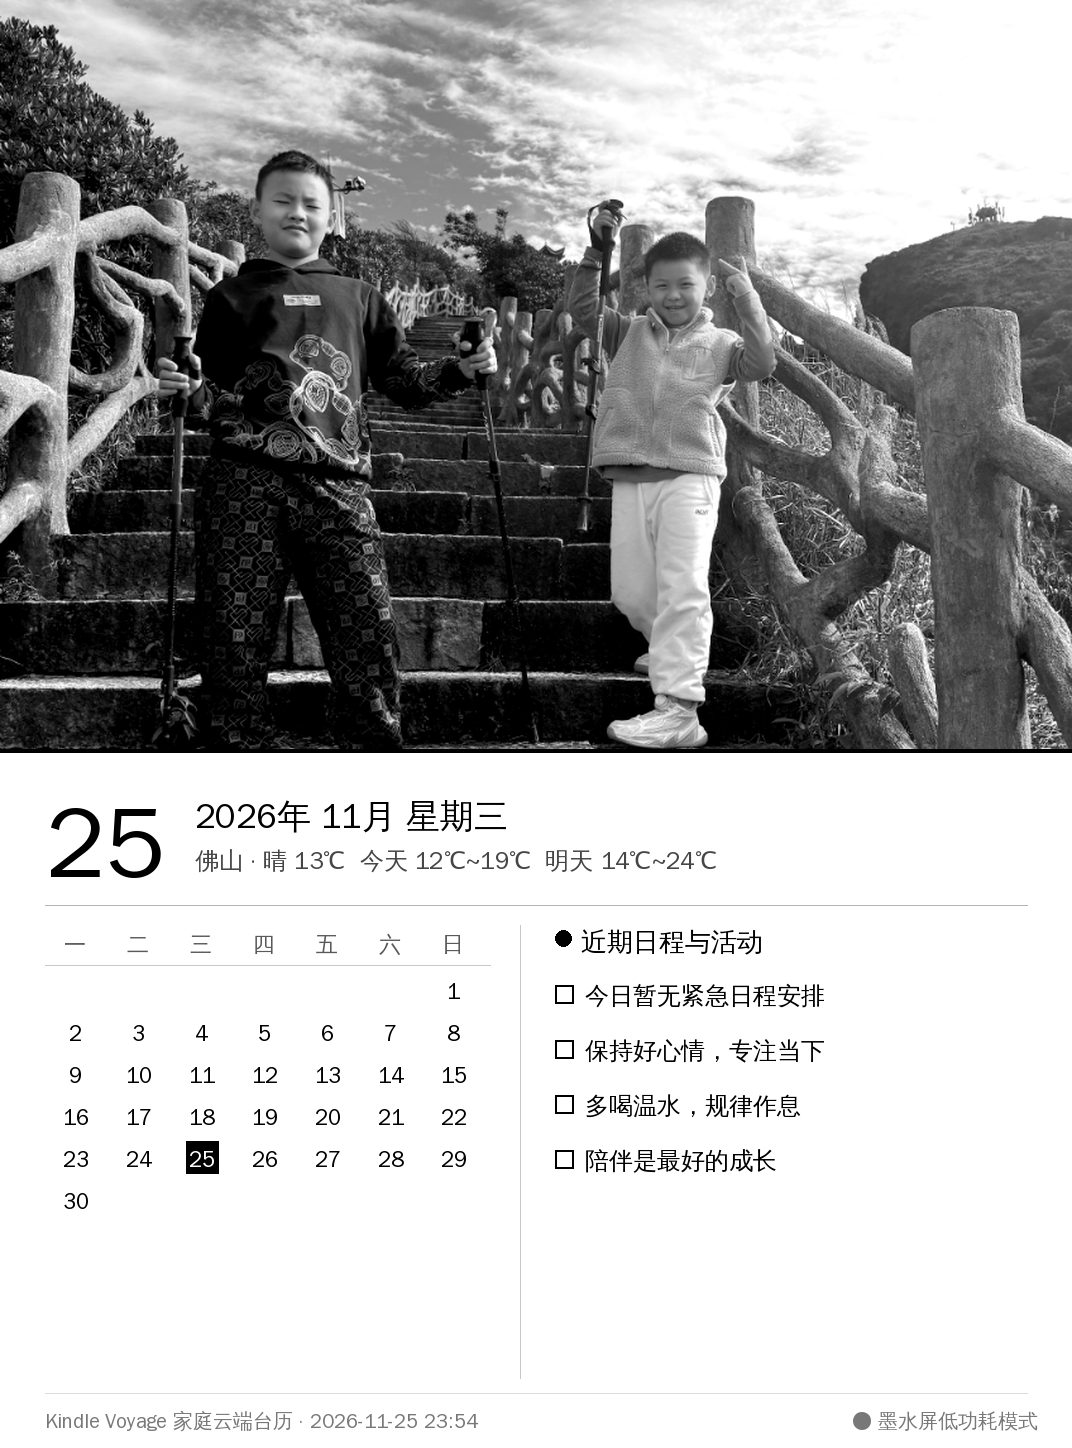 25
2026年 11月 星期三
佛山 · 晴 13℃ 今天 12℃~19℃ 明天 14℃~24℃
一 二 三 四 五 六 日
1
2 3 4 5 6 7 8
9 10 11 12 13 14 15
16 17 18 19 20 21 22
23 24 25 26 27 28 29
30
近期日程与活动
今日暂无紧急日程安排
保持好心情，专注当下
多喝温水，规律作息
陪伴是最好的成长
Kindle Voyage 家庭云端台历 · 2026-11-25 23:54
墨水屏低功耗模式